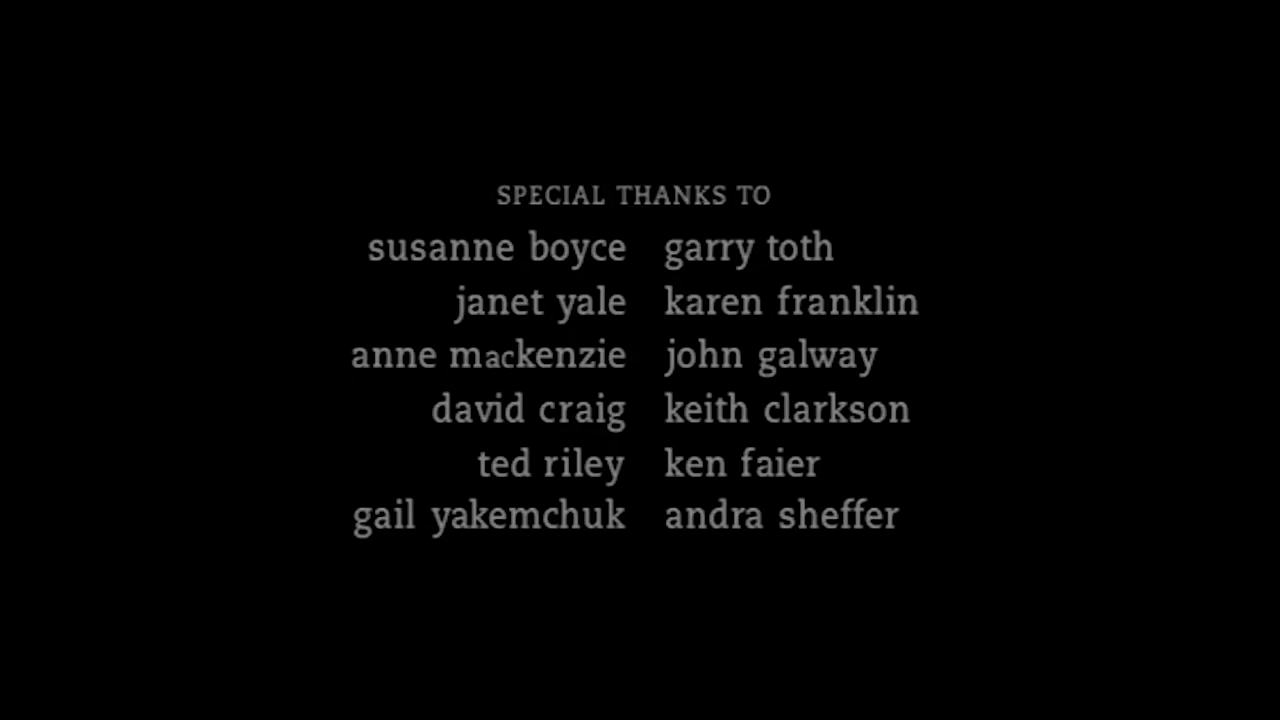 SPECIAL THANKS TO
susanne boyce garry toth
janet yale karen franklin
anne mackenzie john galway
david craig keith clarkson
ted riley ken faier
gail yakemchuk andra sheffer